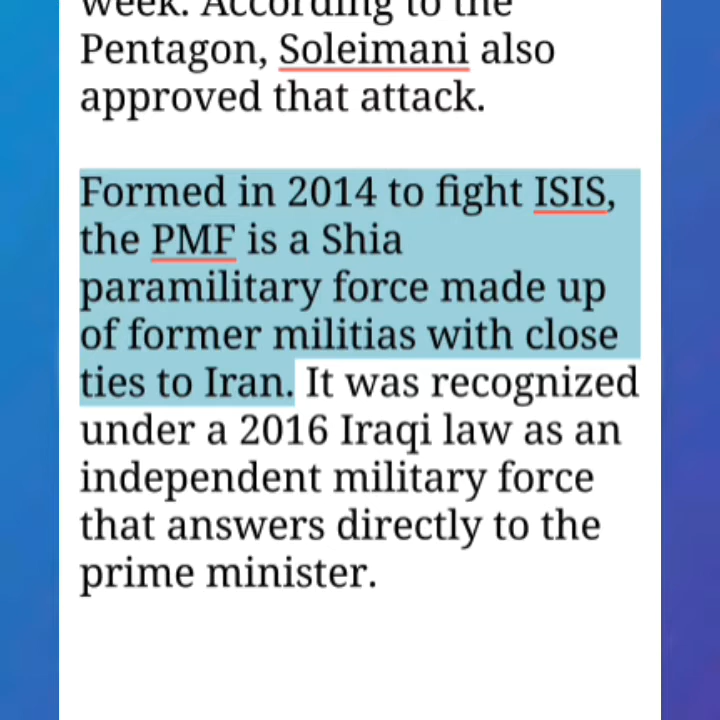 week. According to the
Pentagon, Soleimani also
approved that attack.
Formed in 2014 to fight ISIS,
the PMF is a Shia
paramilitary force made up
of former militias with close
ties to Iran. It was recognized
under a 2016 Iraqi law as an
independent military force
that answers directly to the
prime minister.